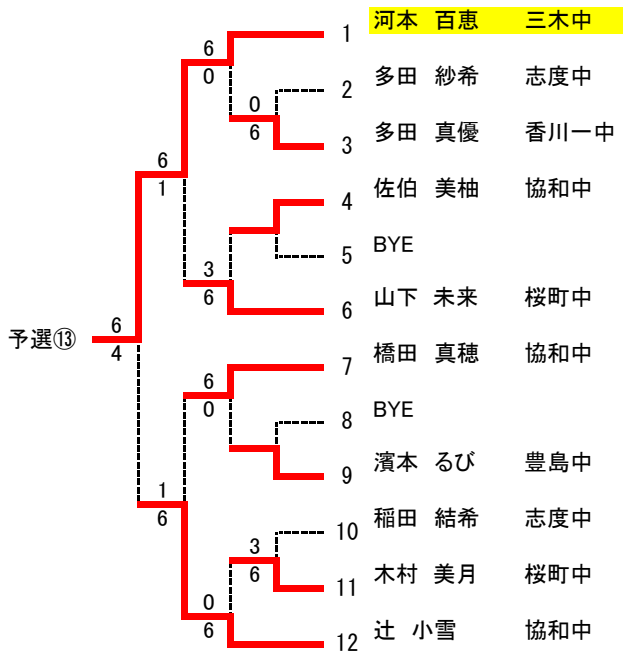 1 河本 百恵 三木中
6
0
2 多田 紗希 志度中
0
6
3 多田 真優 香川一中
6
1
4 佐伯 美柚 協和中
5 BYE
3
6
6 山下 未来 桜町中
予選⑬
6
4
7 橋田 真穂 協和中
6
0
8 BYE
9 濱本 るび 豊島中
1
6
10 稲田 結希 志度中
3
6
11 木村 美月 桜町中
0
6
12 辻 小雪 協和中